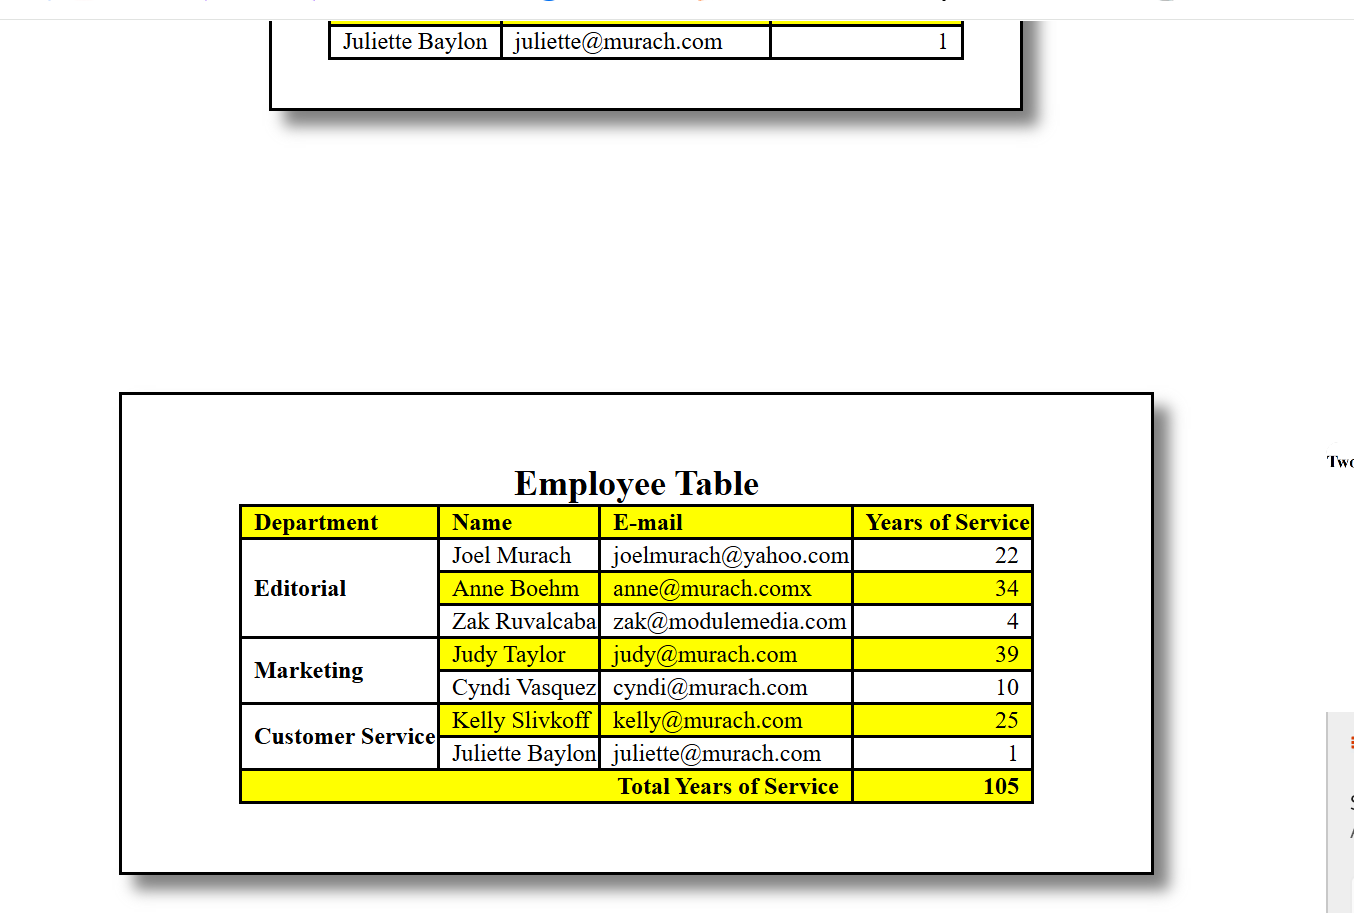 Juliette Baylon juliette@murach.com 1
Employee Table
Department Name E-mail Years of Service
Editorial
Joel Murach joelmurach@yahoo.com 22
Anne Boehm anne@murach.comx 34
Zak Ruvalcaba zak@modulemedia.com 4
Marketing
Judy Taylor judy@murach.com 39
Cyndi Vasquez cyndi@murach.com 10
Customer Service
Kelly Slivkoff kelly@murach.com 25
Juliette Baylon juliette@murach.com 1
Total Years of Service 105